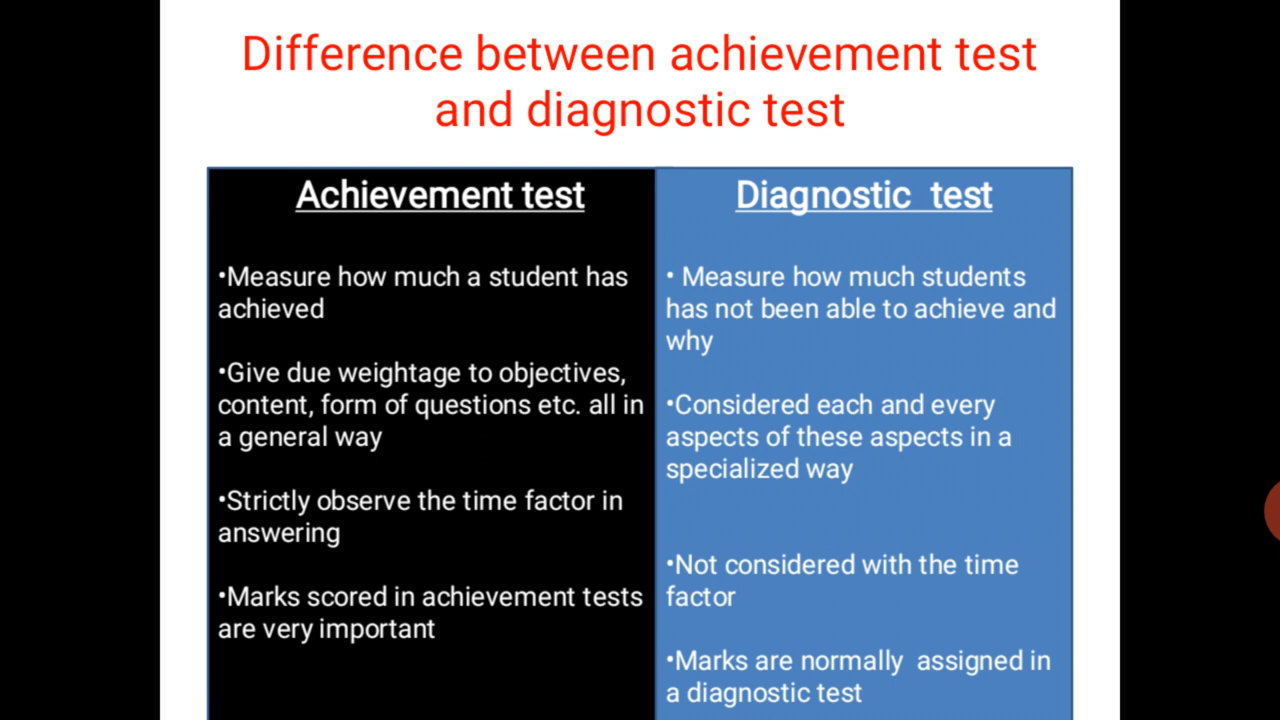 Difference between achievement test
and diagnostic test
Achievement test
•Measure how much a student has
achieved
•Give due weightage to objectives,
content, form of questions etc. all in
a general way
•Strictly observe the time factor in
answering
•Marks scored in achievement tests
are very important
Diagnostic  test
• Measure how much students
has not been able to achieve and
why
•Considered each and every
aspects of these aspects in a
specialized way
•Not considered with the time
factor
•Marks are normally  assigned in
a diagnostic test